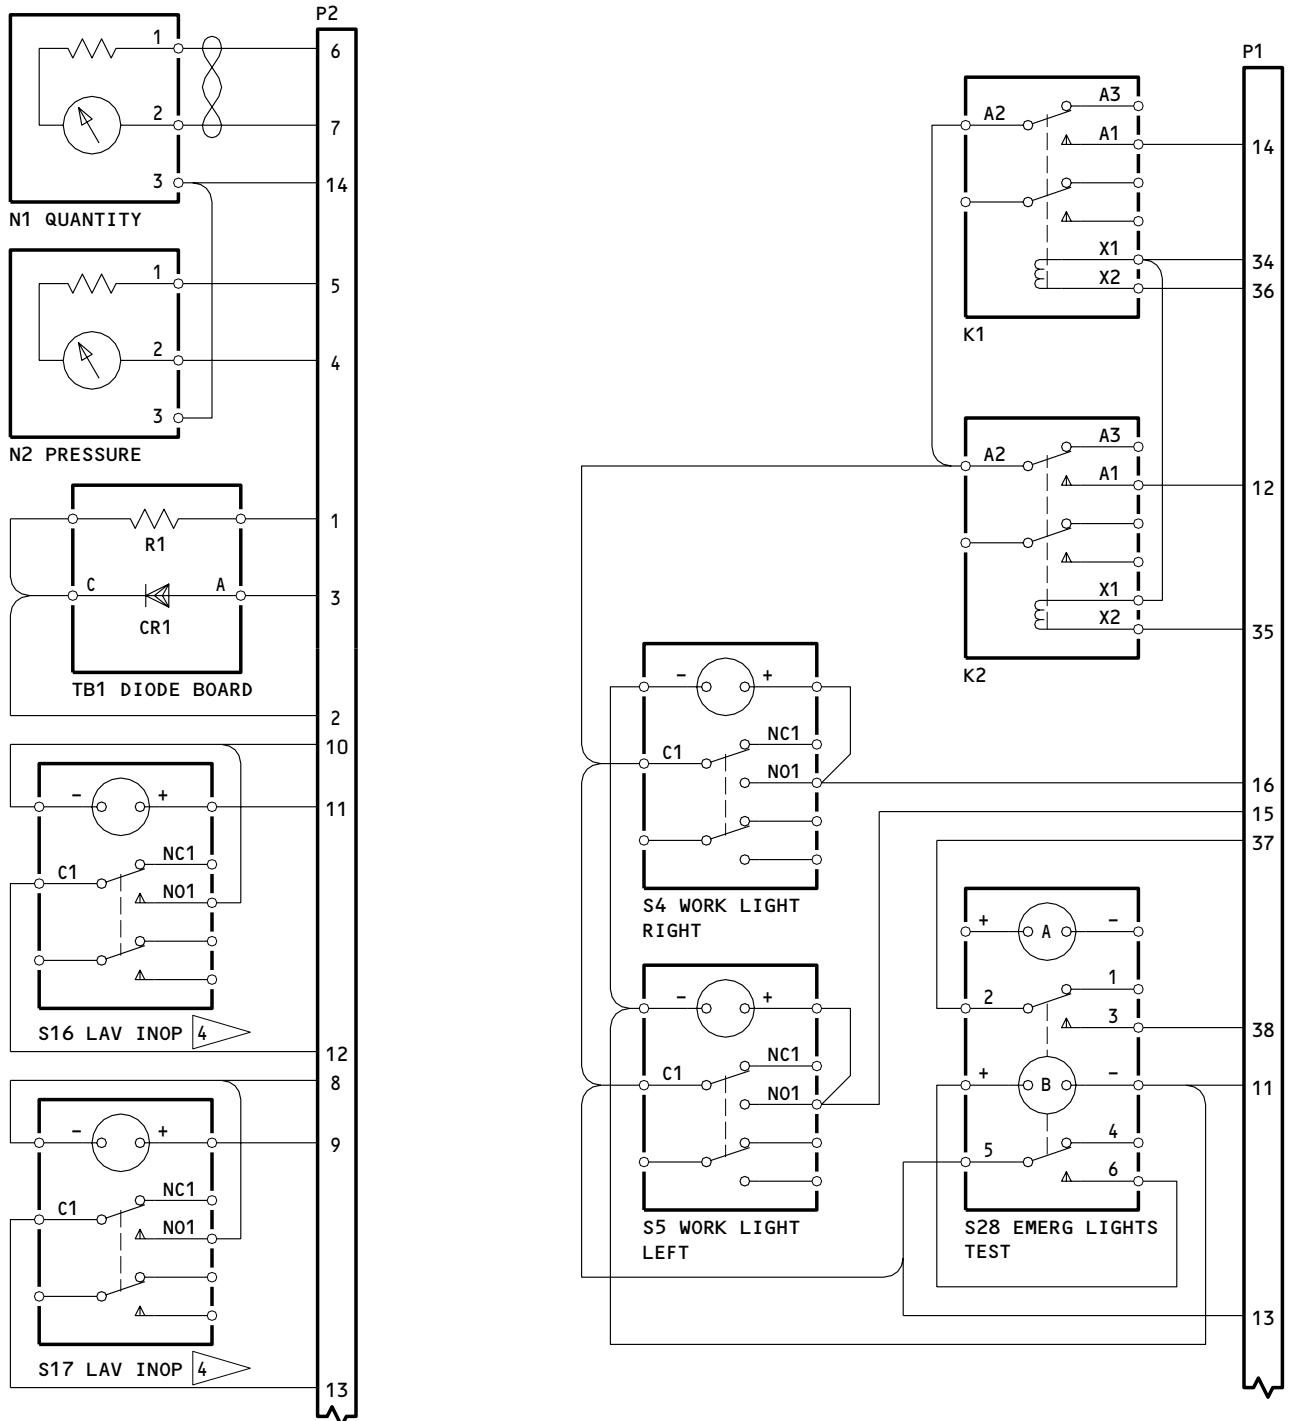 P2
1
6
2
7
3
14
N1 QUANTITY
1
5
2
4
3
N2 PRESSURE
1
R1
C
A
3
CR1
TB1 DIODE BOARD
2
10
-
+
11
NC1
C1
NO1
S16 LAV INOP
4
12
8
-
+
9
NC1
C1
NO1
S17 LAV INOP
4
13
P1
A3
A2
A1
14
X1
34
X2
36
K1
A3
A2
A1
12
X1
X2
35
K2
-
+
NC1
C1
NO1
16
15
37
S4 WORK LIGHT
RIGHT
-
+
NC1
C1
NO1
S5 WORK LIGHT
LEFT
+
A
-
1
2
3
38
+
B
-
11
4
5
6
S28 EMERG LIGHTS
TEST
13